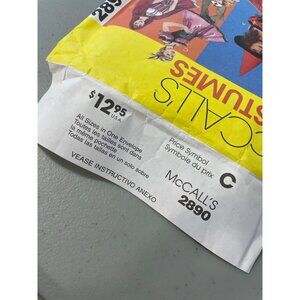 289
McCALL'S
COSTUMES
$12.95
U.S.A.
All Sizes in One Envelope
Toutes les tailles sont dans
la même pochette
Todas las tallas en un solo sobre
VEASE INSTRUCTIVO ANEXO
Price Symbol
Symbole du prix
C
McCALL'S
2890